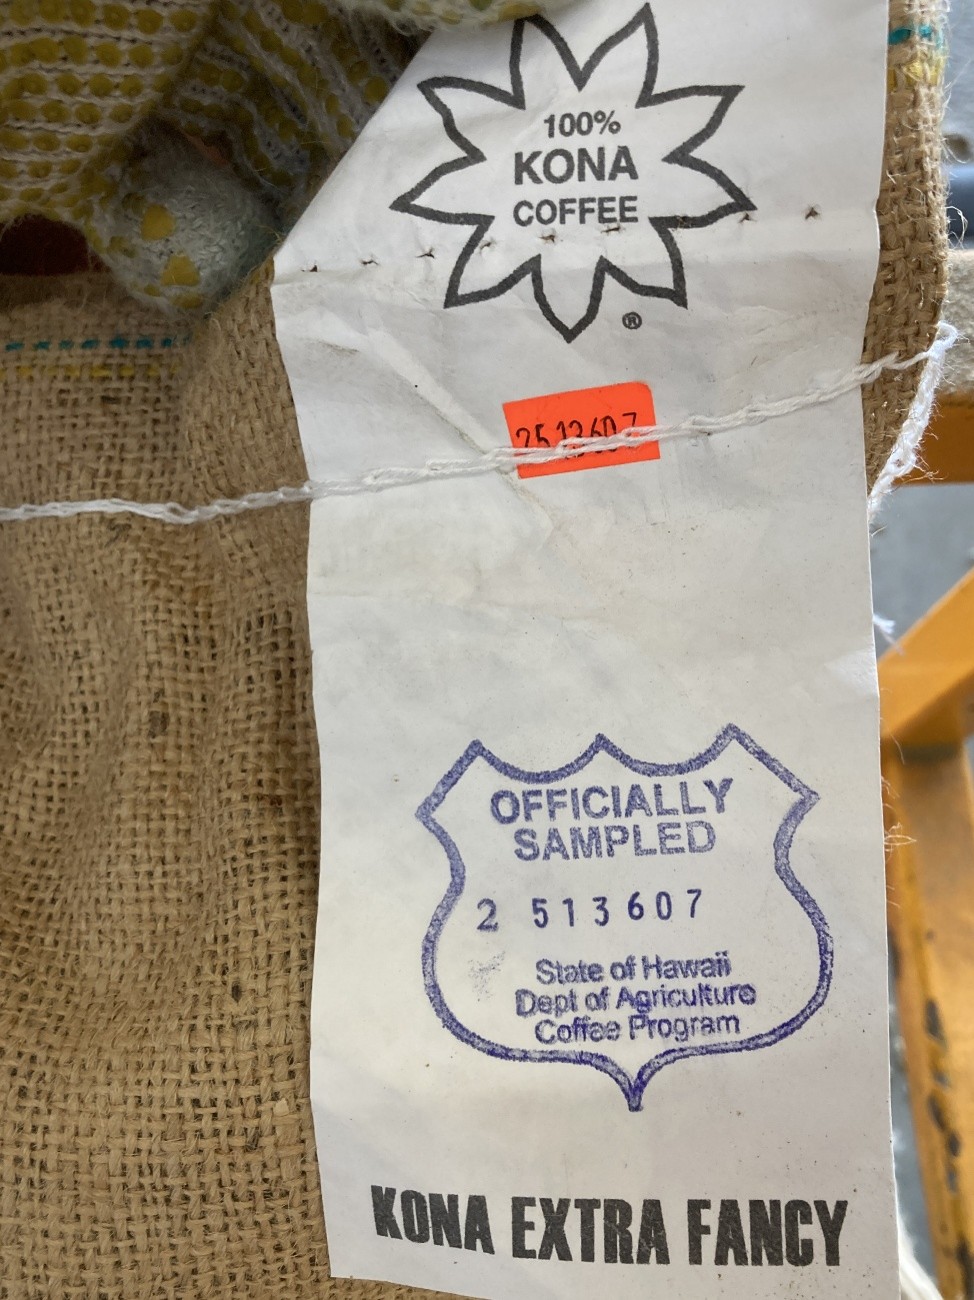 100%
KONA
COFFEE
®
2513607
OFFICIALLY
SAMPLED
2 513607
State of Hawaii
Dept of Agriculture
Coffee Program
KONA EXTRA FANCY